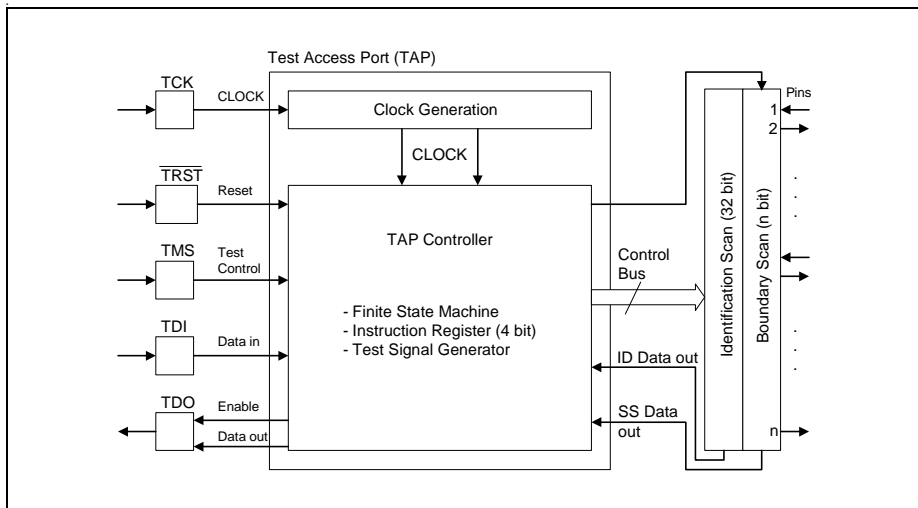 Test Access Port (TAP)
TCK
CLOCK
Clock Generation
CLOCK
TRST
Reset
TAP Controller
TMS
Test
Control
- Finite State Machine
- Instruction Register (4 bit)
- Test Signal Generator
TDI
Data in
TDO
Enable
Data out
Control
Bus
ID Data out
SS Data
out
Identification Scan (32 bit)
Boundary Scan (n bit)
Pins
1
2
.
.
.
.
.
.
n